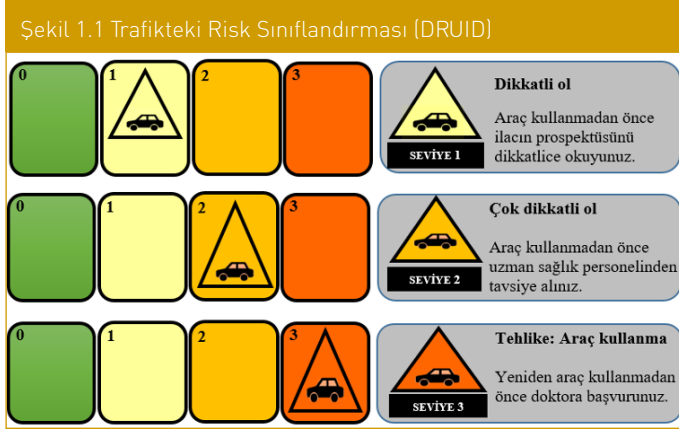 Şekil 1.1 Trafikteki Risk Sınıflandırması (DRUID)
0 1 2 3
SEVİYE 1
Dikkatli ol
Araç kullanmadan önce
ilacın prospektüsünü
dikkatlice okuyunuz.
0 1 2 3
SEVİYE 2
Çok dikkatli ol
Araç kullanmadan önce
uzman sağlık personelinden
tavsiye alınız.
0 1 2 3
SEVİYE 3
Tehlike: Araç kullanma
Yeniden araç kullanmadan
önce doktora başvurunuz.